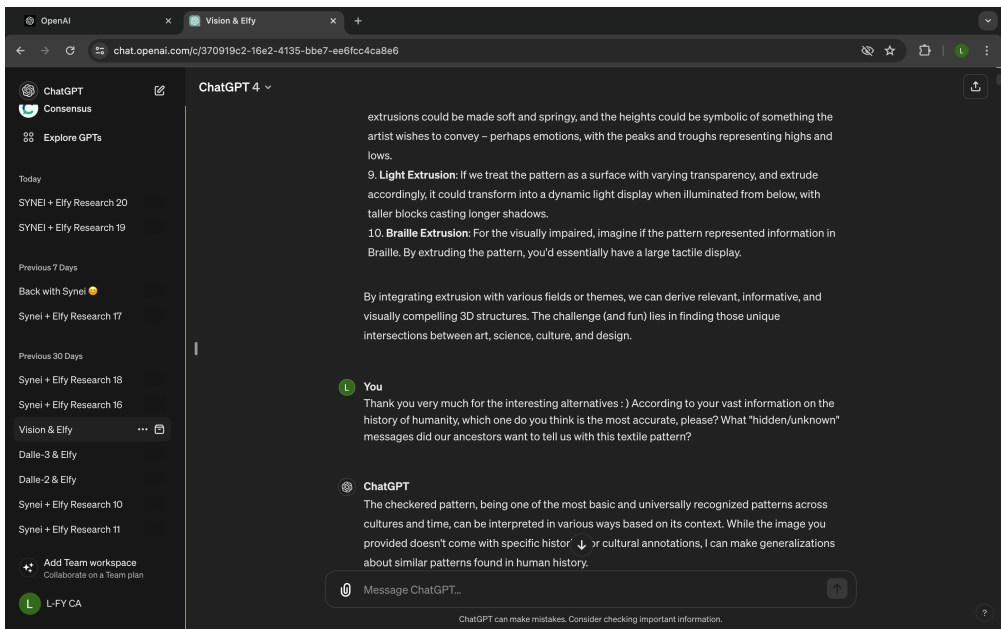 OpenAI
Vision & Elfy
chat.openai.com/c/370919c2-16e2-4135-bbe7-ee6fcc4ca8e6
L
ChatGPT
Consensus
Explore GPTs
Today
SYNEI + Elfy Research 20
SYNEI + Elfy Research 19
Previous 7 Days
Back with Synei 😊
Synei + Elfy Research 17
Previous 30 Days
Synei + Elfy Research 18
Synei + Elfy Research 16
Vision & Elfy
Dalle-3 & Elfy
Dalle-2 & Elfy
Synei + Elfy Research 10
Synei + Elfy Research 11
Add Team workspace
Collaborate on a Team plan
L
L-FY CA
ChatGPT 4
extrusions could be made soft and springy, and the heights could be symbolic of something the
artist wishes to convey – perhaps emotions, with the peaks and troughs representing highs and
lows.
9. Light Extrusion: If we treat the pattern as a surface with varying transparency, and extrude
accordingly, it could transform into a dynamic light display when illuminated from below, with
taller blocks casting longer shadows.
10. Braille Extrusion: For the visually impaired, imagine if the pattern represented information in
Braille. By extruding the pattern, you'd essentially have a large tactile display.
By integrating extrusion with various fields or themes, we can derive relevant, informative, and
visually compelling 3D structures. The challenge (and fun) lies in finding those unique
intersections between art, science, culture, and design.
L
You
Thank you very much for the interesting alternatives : ) According to your vast information on the
history of humanity, which one do you think is the most accurate, please? What "hidden/unknown"
messages did our ancestors want to tell us with this textile pattern?
ChatGPT
The checkered pattern, being one of the most basic and universally recognized patterns across
cultures and time, can be interpreted in various ways based on its context. While the image you
provided doesn't come with specific or cultural annotations, I can make generalizations
about similar patterns found in human history.
Message ChatGPT...
ChatGPT can make mistakes. Consider checking important information.
?